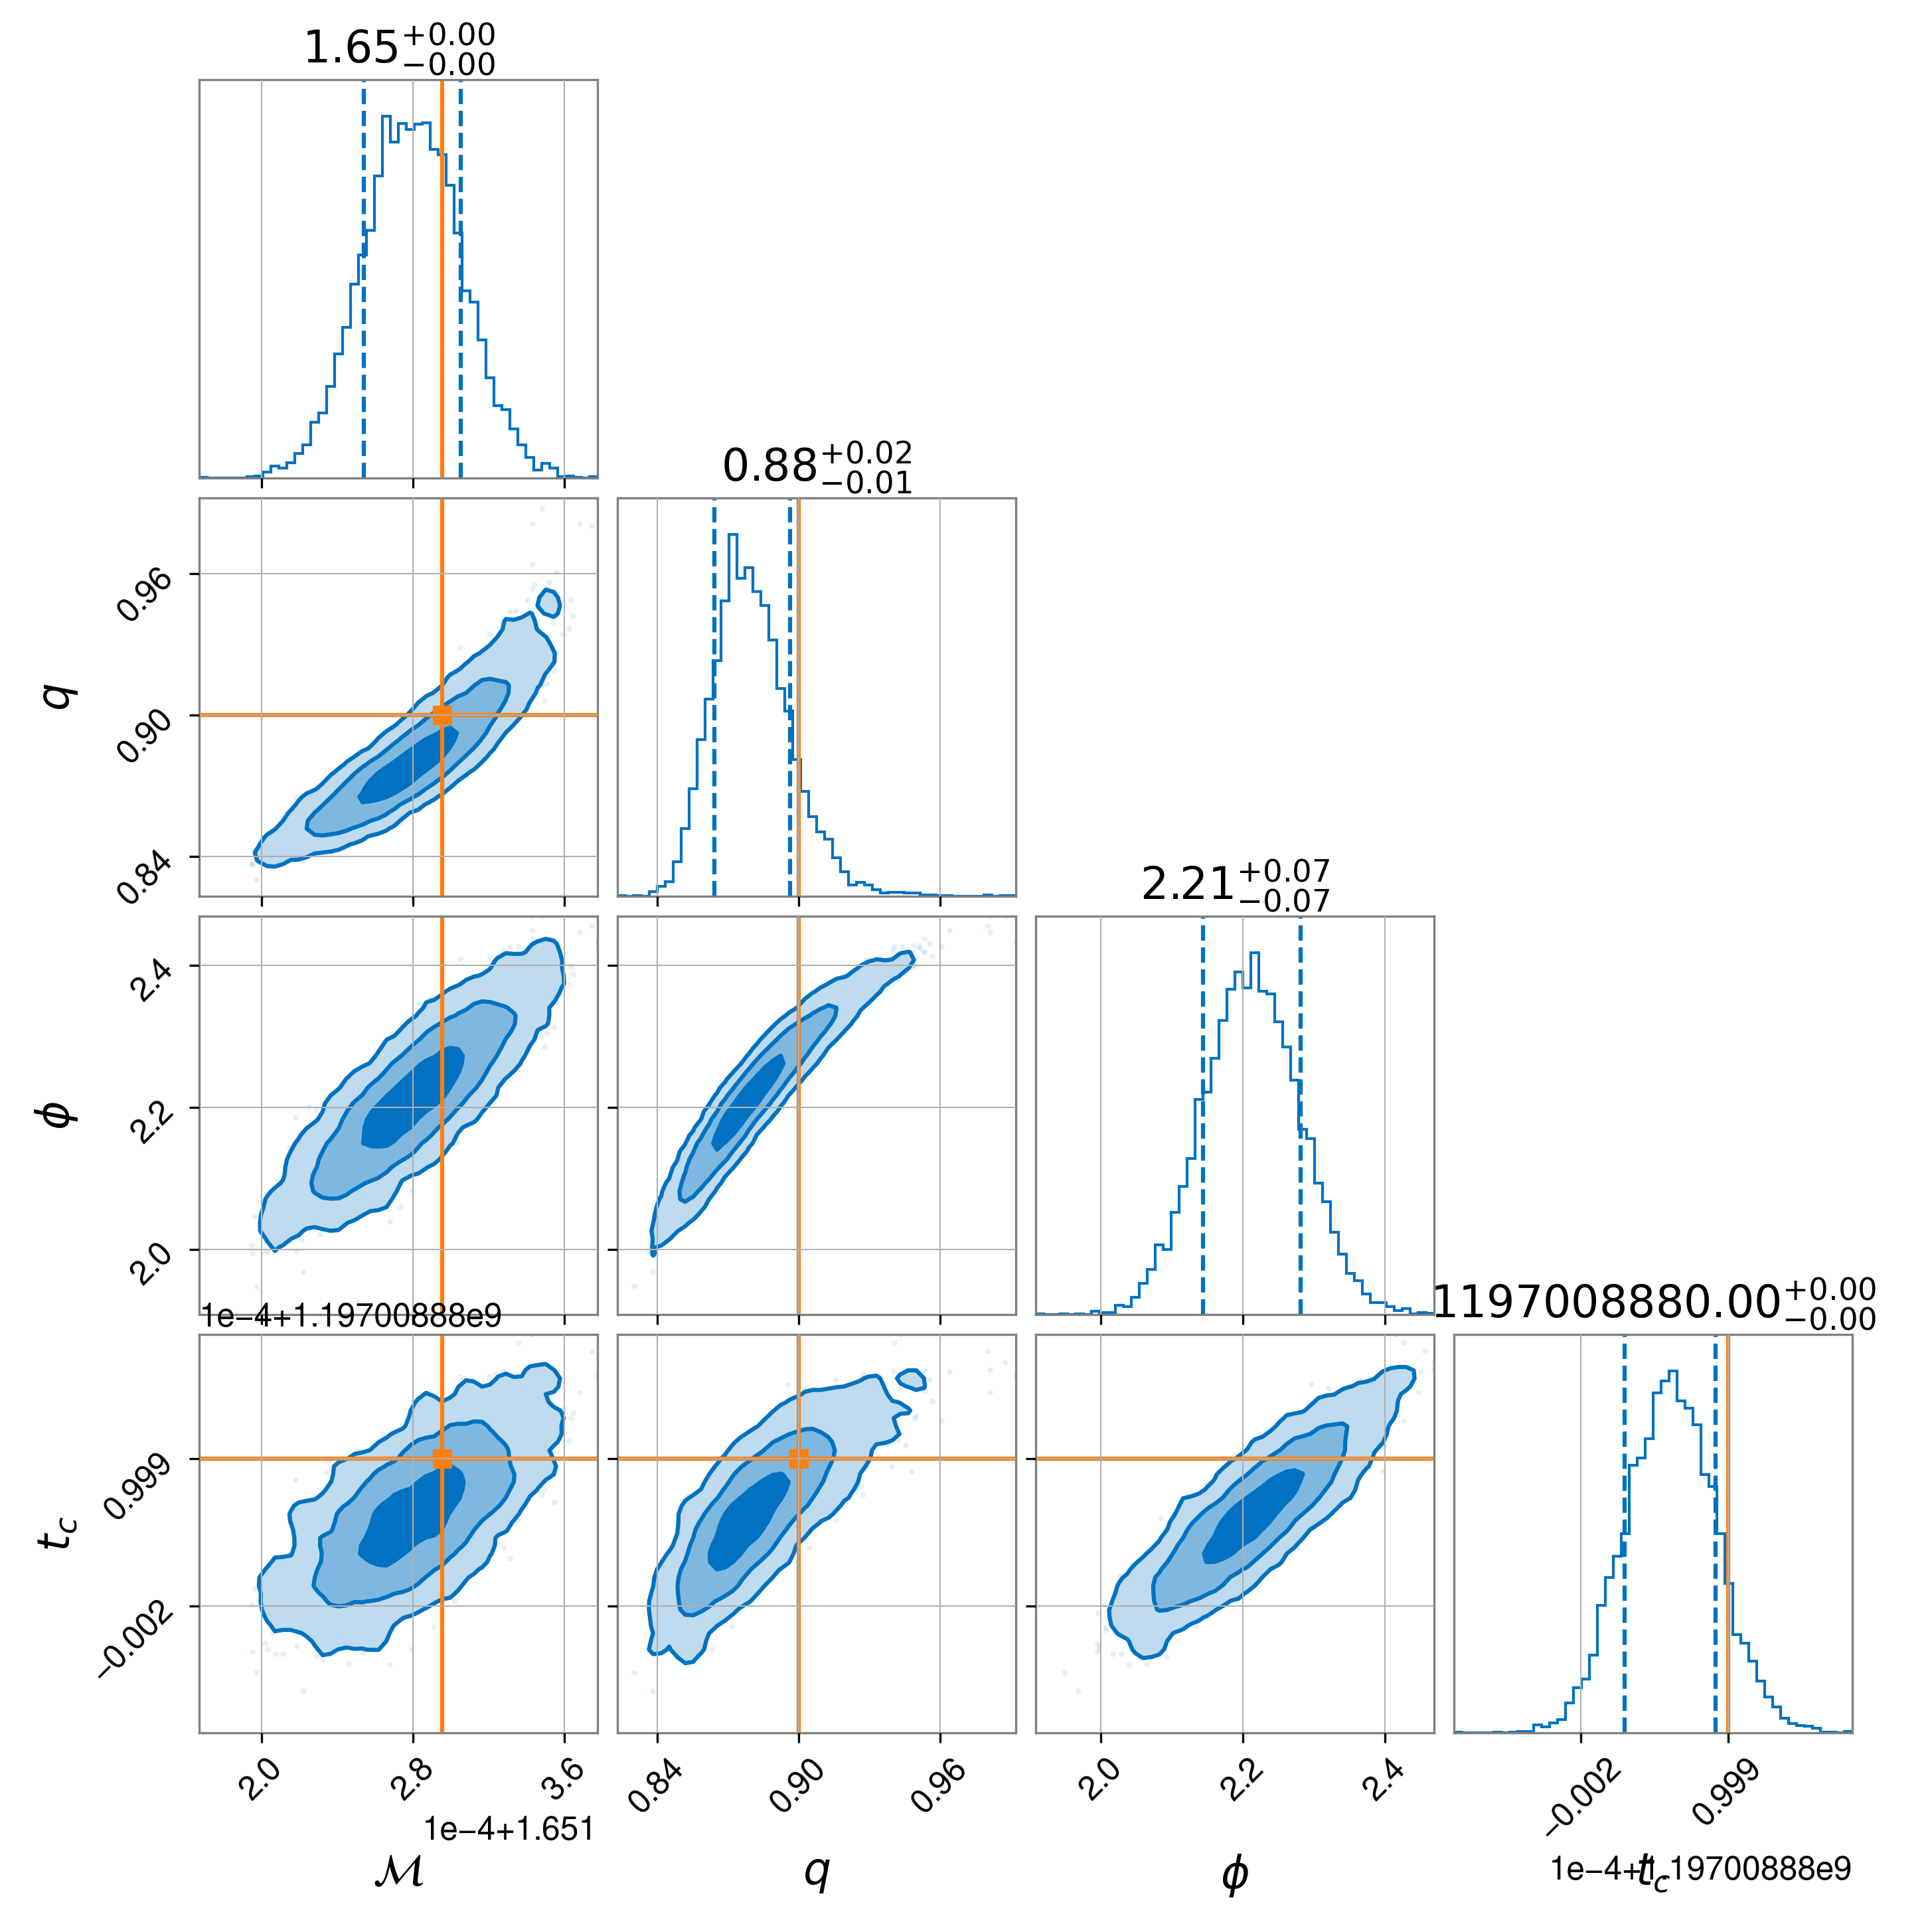 1.65 +0.00 −0.00
0.88 +0.02 −0.01
0.96
0.90
0.84
q
2.21 +0.07 −0.07
2.4
2.2
2.0
ϕ
1e−4+1.19700888e9
1197008880.00 +0.00 −0.00
0.999
−0.002
t_c
2.0 2.8 3.6 0.84 0.90 0.96 2.0 2.2 2.4 −0.002 0.999
1e−4+1.651
ℳ q ϕ t_c
1e−4+1.19700888e9